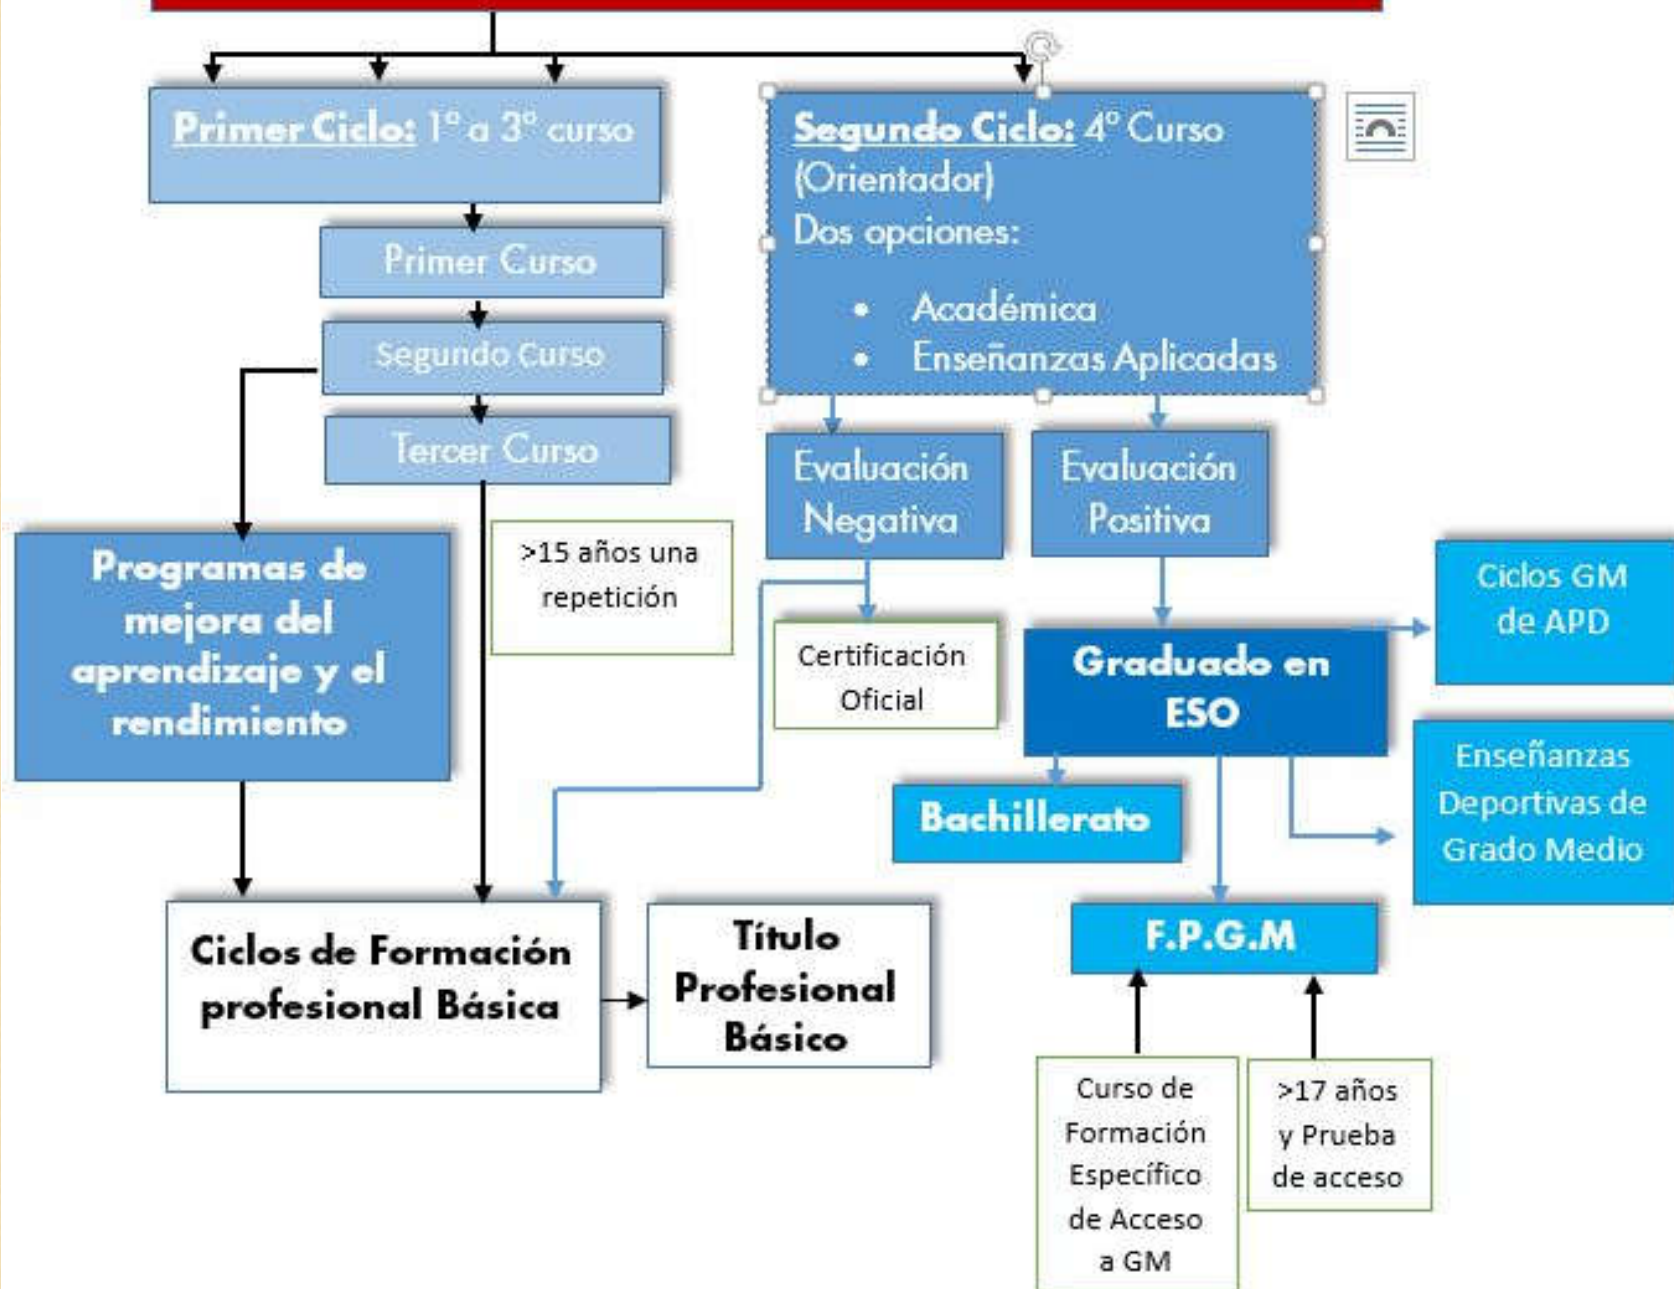 Primer Ciclo: 1º a 3º curso
Primer Curso
Segundo Curso
Tercer Curso
Segundo Ciclo: 4º Curso
(Orientador)
Dos opciones:
• Académica
• Enseñanzas Aplicadas
Evaluación
Negativa
Evaluación
Positiva
Programas de
mejora del
aprendizaje y el
rendimiento
>15 años una
repetición
Certificación
Oficial
Graduado en
ESO
Ciclos GM
de APD
Enseñanzas
Deportivas de
Grado Medio
Bachillerato
F.P.G.M
Ciclos de Formación
profesional Básica
Título
Profesional
Básico
Curso de
Formación
Específico
de Acceso
a GM
>17 años
y Prueba
de acceso